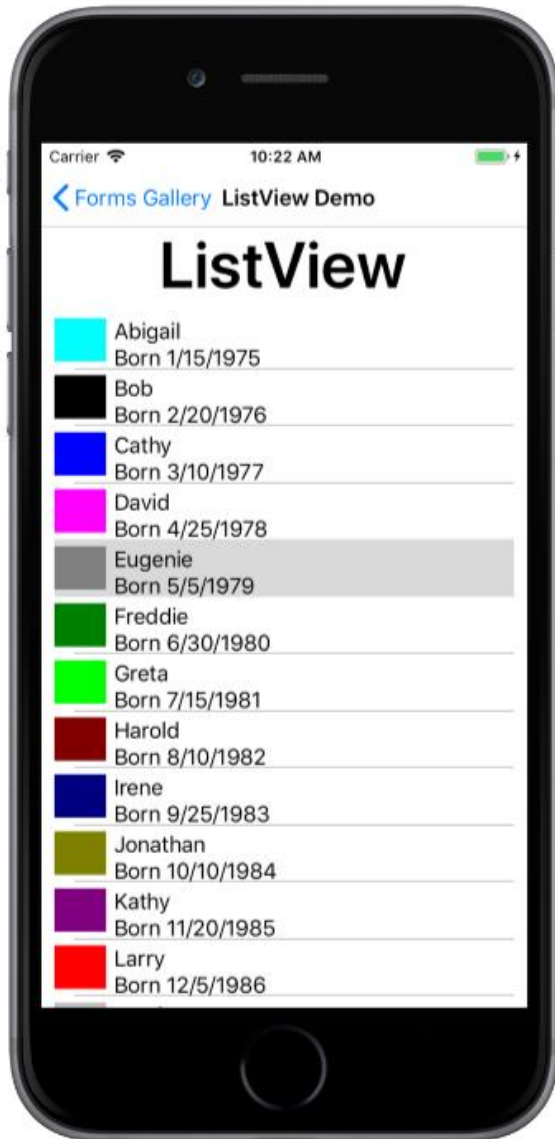 Carrier 10:22 AM
Forms Gallery ListView Demo
ListView
Abigail
Born 1/15/1975
Bob
Born 2/20/1976
Cathy
Born 3/10/1977
David
Born 4/25/1978
Eugenie
Born 5/5/1979
Freddie
Born 6/30/1980
Greta
Born 7/15/1981
Harold
Born 8/10/1982
Irene
Born 9/25/1983
Jonathan
Born 10/10/1984
Kathy
Born 11/20/1985
Larry
Born 12/5/1986